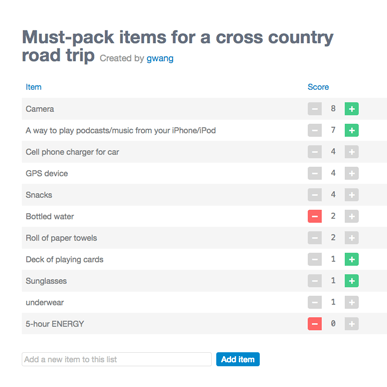 Must-pack items for a cross country
road trip Created by gwang
Item Score
Camera − 8 +
A way to play podcasts/music from your iPhone/iPod − 7 +
Cell phone charger for car − 4 +
GPS device − 4 +
Snacks − 4 +
Bottled water − 2 +
Roll of paper towels − 2 +
Deck of playing cards − 1 +
Sunglasses − 1 +
underwear − 1 +
5-hour ENERGY − 0 +
Add a new item to this list Add item